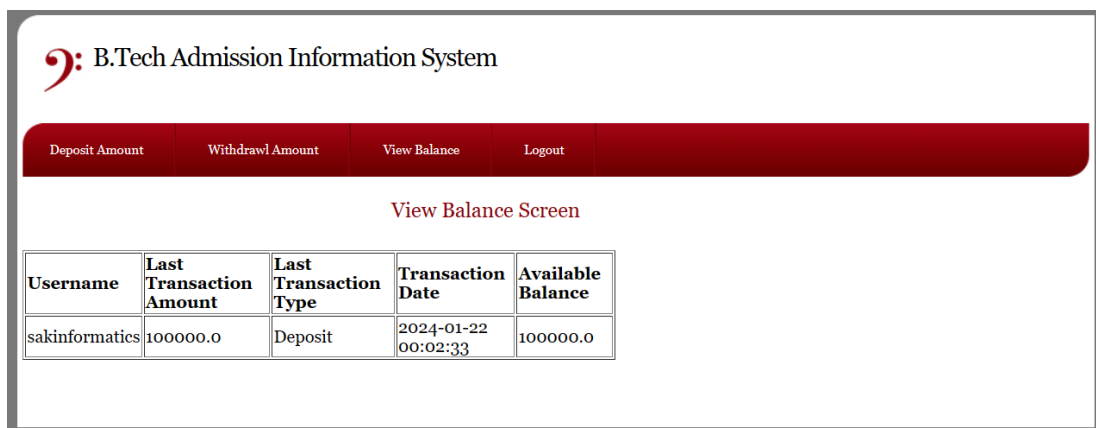 B.Tech Admission Information System
Deposit Amount Withdrawl Amount View Balance Logout
View Balance Screen
Username Last Transaction Amount Last Transaction Type Transaction Date Available Balance
sakinformatics 100000.0 Deposit 2024-01-22 00:02:33 100000.0